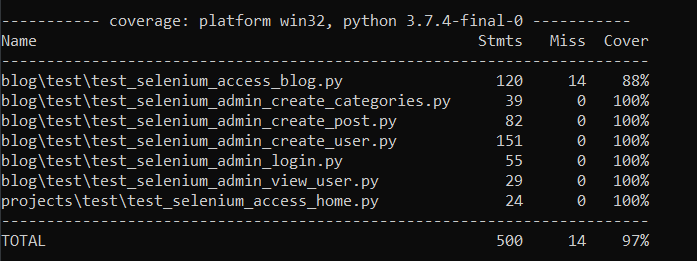 ----------- coverage: platform win32, python 3.7.4-final-0 -----------
Name                                           Stmts   Miss  Cover
------------------------------------------------------------------
blog\test\test_selenium_access_blog.py           120     14    88%
blog\test\test_selenium_admin_create_categories.py     39      0   100%
blog\test\test_selenium_admin_create_post.py      82      0   100%
blog\test\test_selenium_admin_create_user.py     151      0   100%
blog\test\test_selenium_admin_login.py            55      0   100%
blog\test\test_selenium_admin_view_user.py        29      0   100%
projects\test\test_selenium_access_home.py        24      0   100%
------------------------------------------------------------------
TOTAL                                            500     14    97%